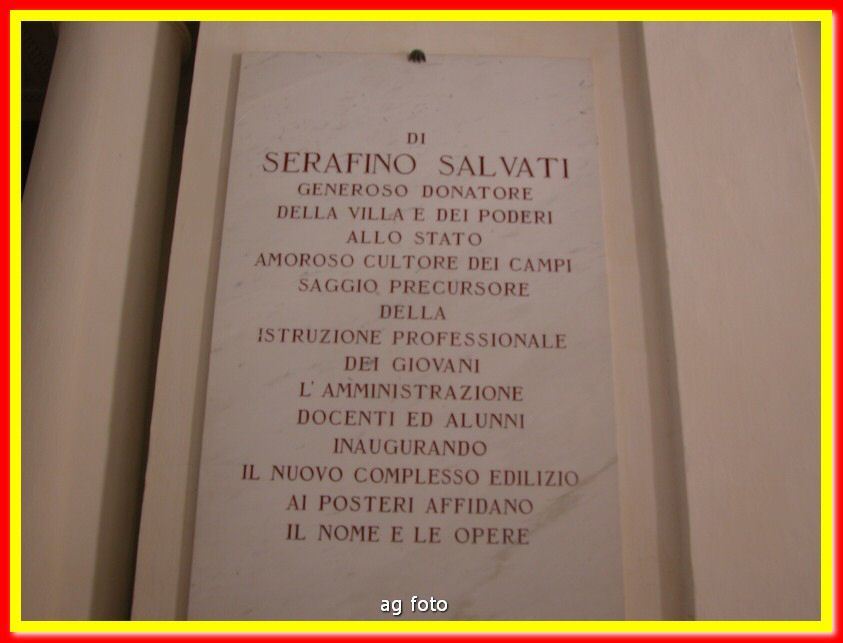 DI
SERAFINO SALVATI
GENEROSO DONATORE
DELLA VILLA E DEI PODERI
ALLO STATO
AMOROSO CULTORE DEI CAMPI
SAGGIO PRECURSORE
DELLA
ISTRUZIONE PROFESSIONALE
DEI GIOVANI
L'AMMINISTRAZIONE
DOCENTI ED ALUNNI
INAUGURANDO
IL NUOVO COMPLESSO EDILIZIO
AI POSTERI AFFIDANO
IL NOME E LE OPERE
ag foto